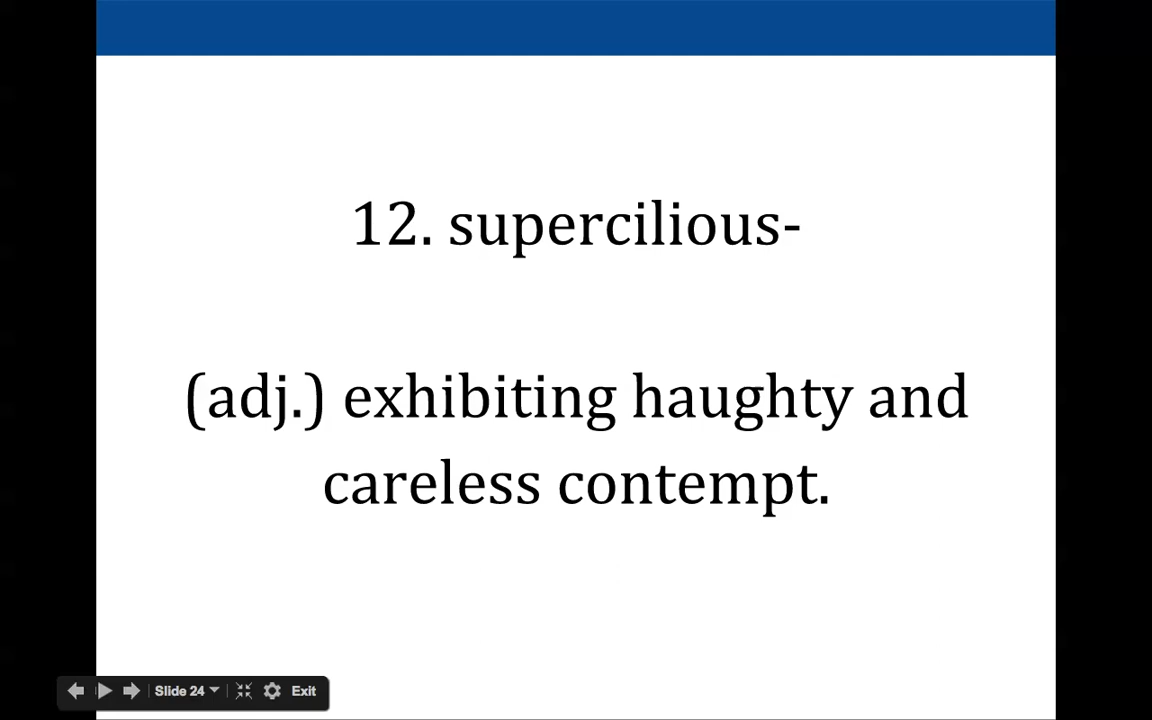 12. supercilious-
(adj.) exhibiting haughty and
careless contempt.
Slide 24
Exit